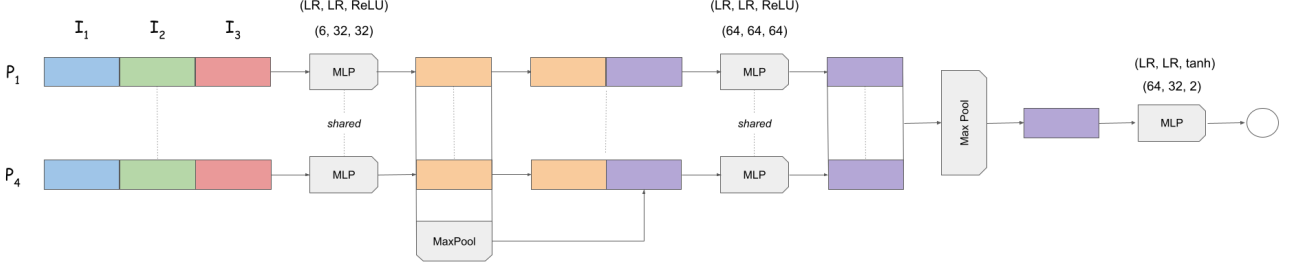 (LR, LR, ReLU)
(6, 32, 32)
(LR, LR, ReLU)
(64, 64, 64)
(LR, LR, tanh)
(64, 32, 2)
I1 I2 I3
P1
MLP
MLP
shared
shared
Max Pool
MLP
P4
MLP
MLP
MaxPool